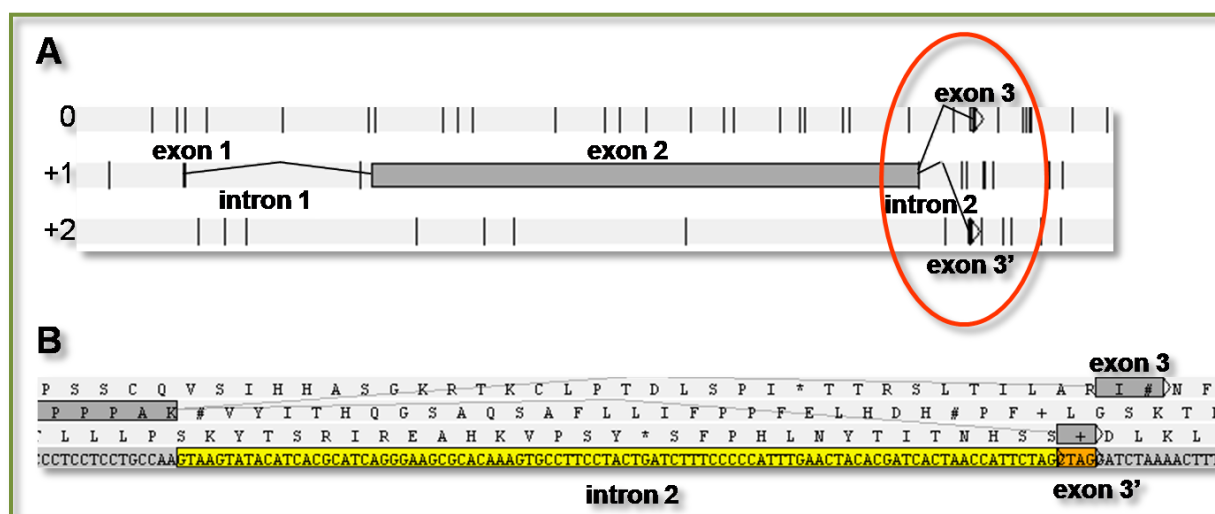 A
0
exon 3
exon 1
exon 2
+1
intron 1
intron 2
+2
exon 3'
B
exon 3
P S S C Q V S I H H A S G K R T K C L P T D L S P I * T T R S L T I L A R I # N F
P P P A K # V Y I T H Q G S A Q S A F L L I F P P F E L H D H # P F + L G S K T
L L L P S K Y T S R I R E A H K V P S Y * S F P H L N Y T I T N H S S + D L K L
CCTCCTCCTGCCAAGTAAGTATACATCACGCATCAGGGAAGCGCACAAAGTGCCTTCCTACTGATCTTTCCCCCATTTGAACTACACGATCACTAACCATTCTAGCTAGGATCTAAAACTTT
intron 2
exon 3'